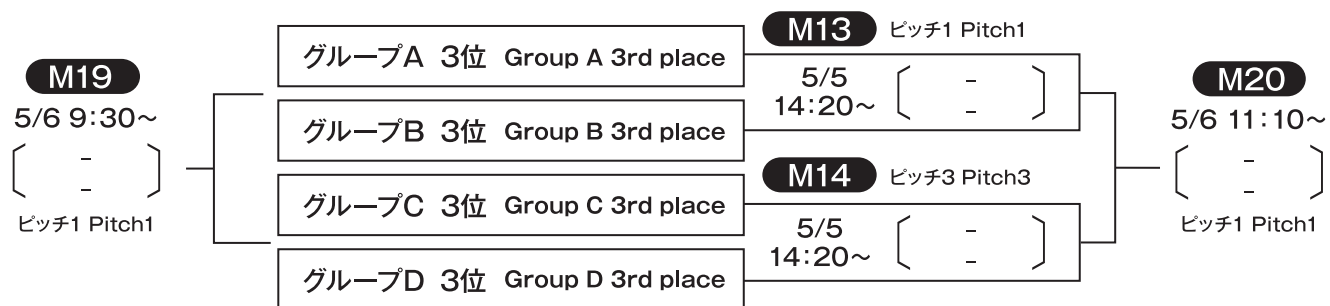 M19
5/6 9:30~
-
-
ピッチ1 Pitch1
グループA 3位 Group A 3rd place
グループB 3位 Group B 3rd place
グループC 3位 Group C 3rd place
グループD 3位 Group D 3rd place
M13 ピッチ1 Pitch1
5/5
14:20~
-
-
M14 ピッチ3 Pitch3
5/5
14:20~
-
-
M20
5/6 11:10~
-
-
ピッチ1 Pitch1